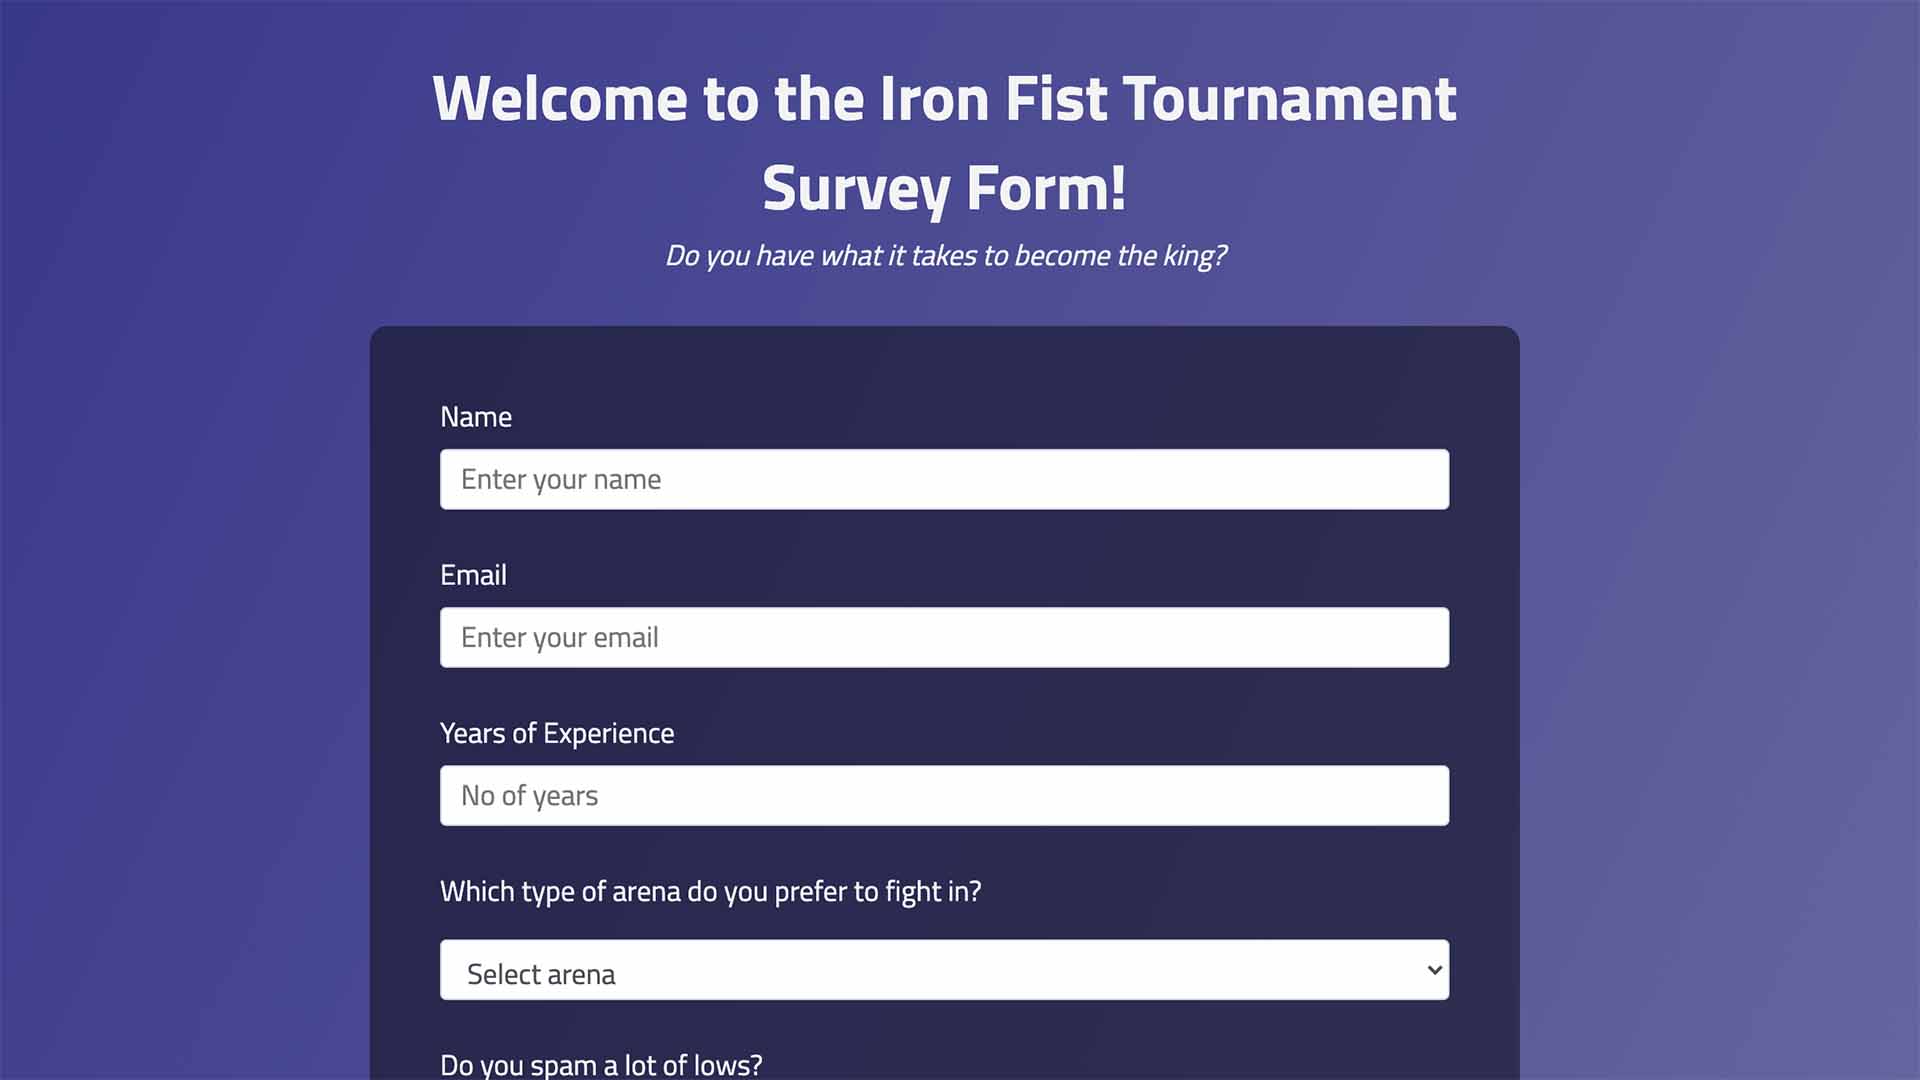 Welcome to the Iron Fist Tournament
Survey Form!
Do you have what it takes to become the king?
Name
Enter your name
Email
Enter your email
Years of Experience
No of years
Which type of arena do you prefer to fight in?
Select arena
Do you spam a lot of lows?